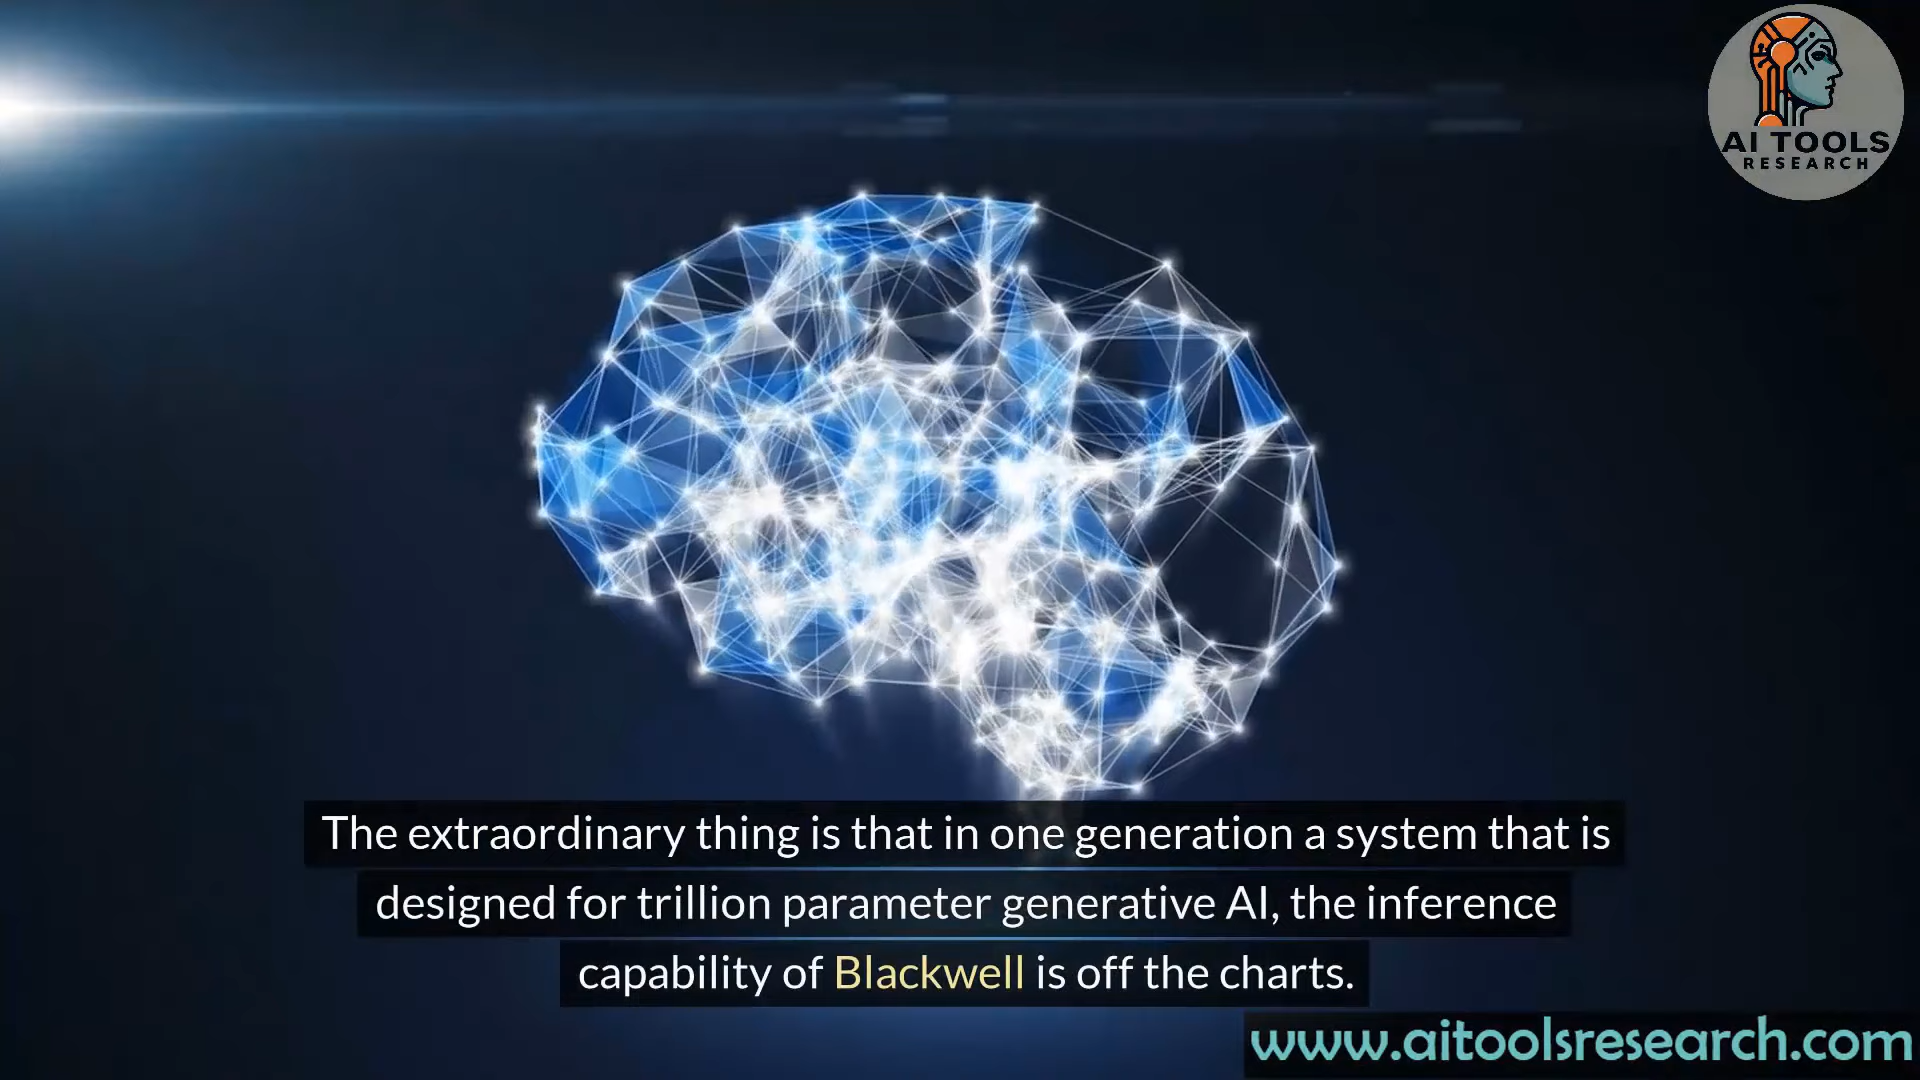 AI TOOLS
RESEARCH
The extraordinary thing is that in one generation a system that is
designed for trillion parameter generative AI, the inference
capability of Blackwell is off the charts.
www.aitoolsresearch.com